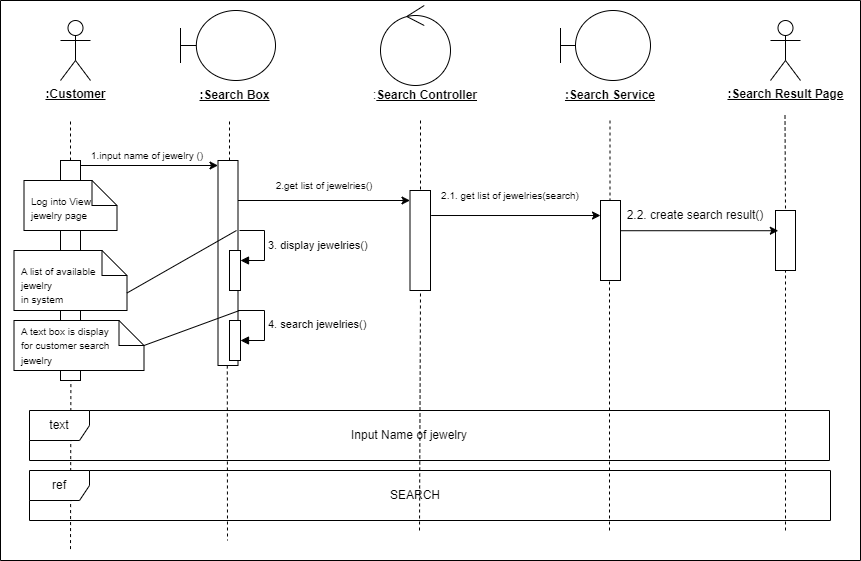 :Customer
:Search Box
:Search Controller
:Search Service
:Search Result Page
1.input name of jewelry ()
2.get list of jewelries()
2.1. get list of jewelries(search)
2.2. create search result()
Log into View
jewelry page
3. display jewelries()
A list of available
jewelry
in system
4. search jewelries()
A text box is display
for customer search
jewelry
text
Input Name of jewelry
ref
SEARCH